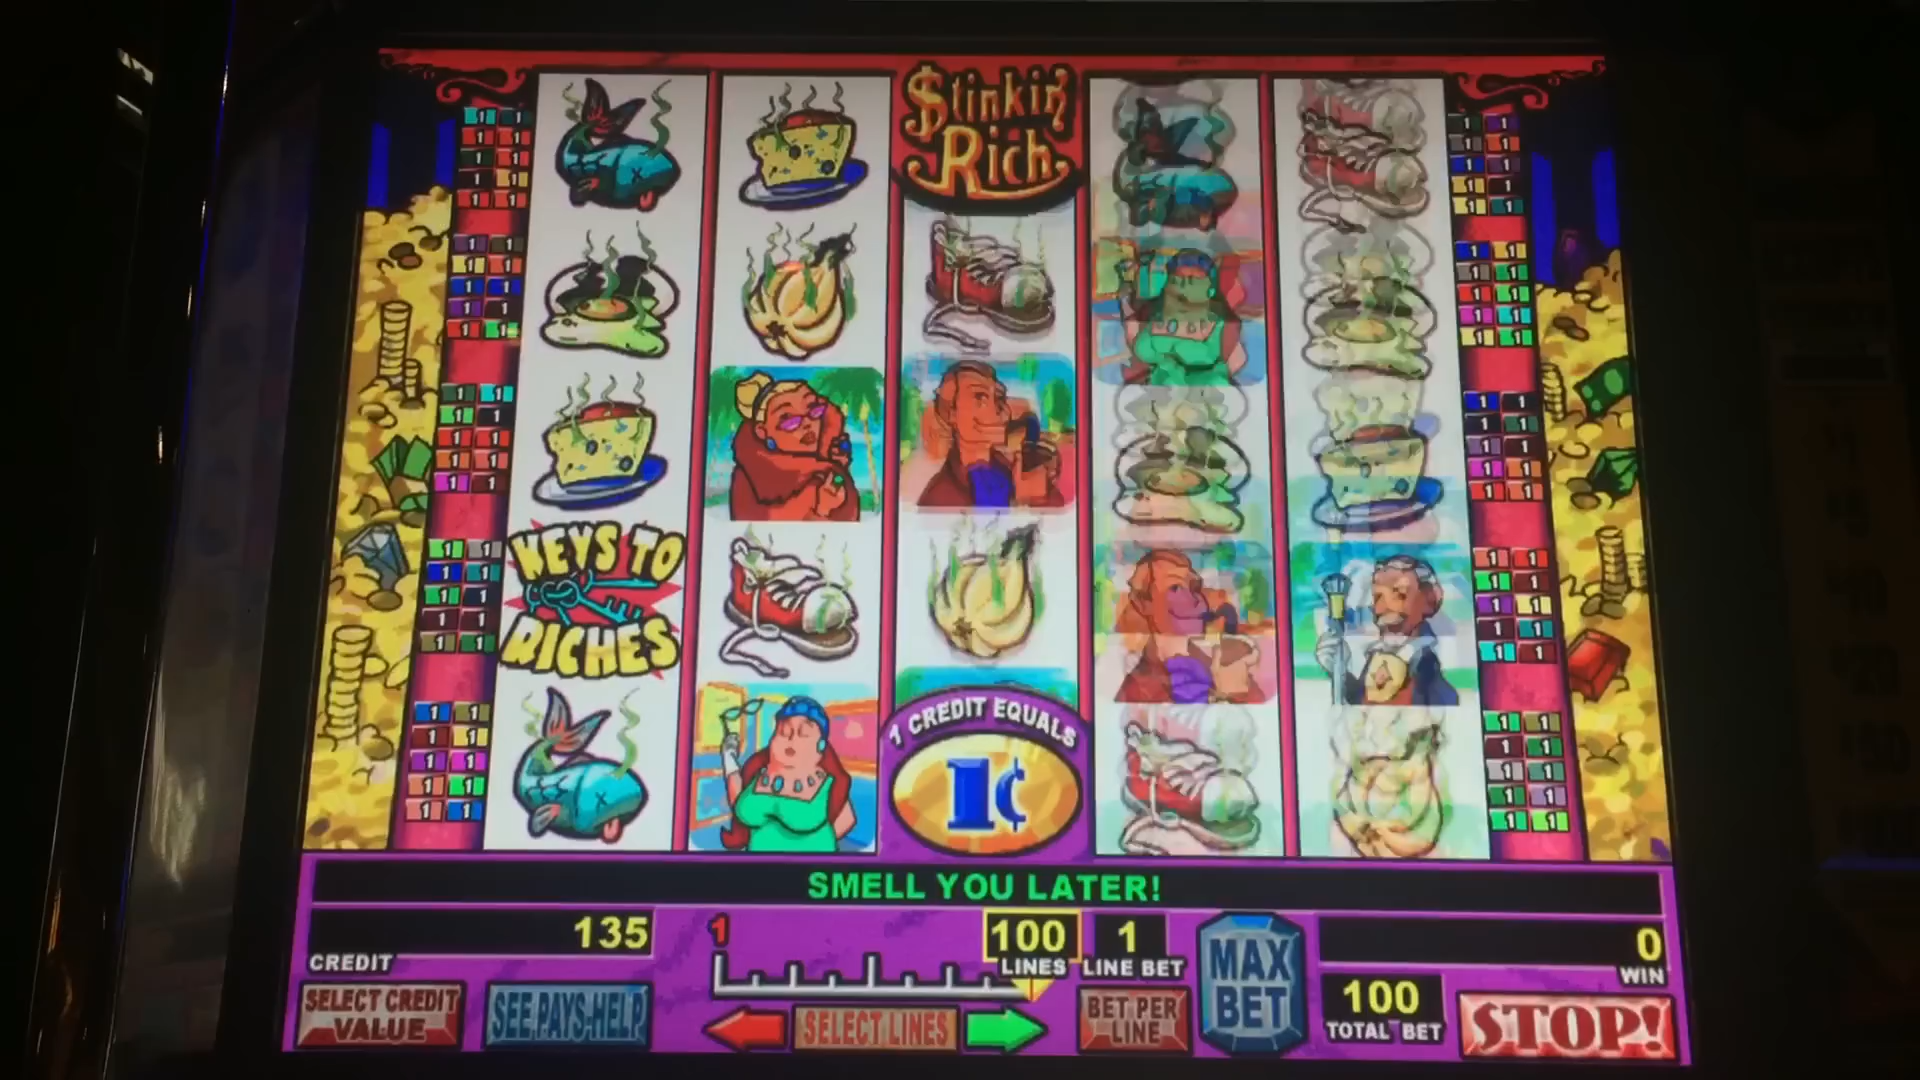 $tinkin'
Rich
KEYS TO
RICHES
1 CREDIT EQUALS
1¢
SMELL YOU LATER!
135
CREDIT
1
100
LINES
1
LINE BET
MAX
BET
0
WIN
100
TOTAL BET
SELECT CREDIT
VALUE
SEE PAYS-HELP
SELECT LINES
BET PER
LINE
STOP!